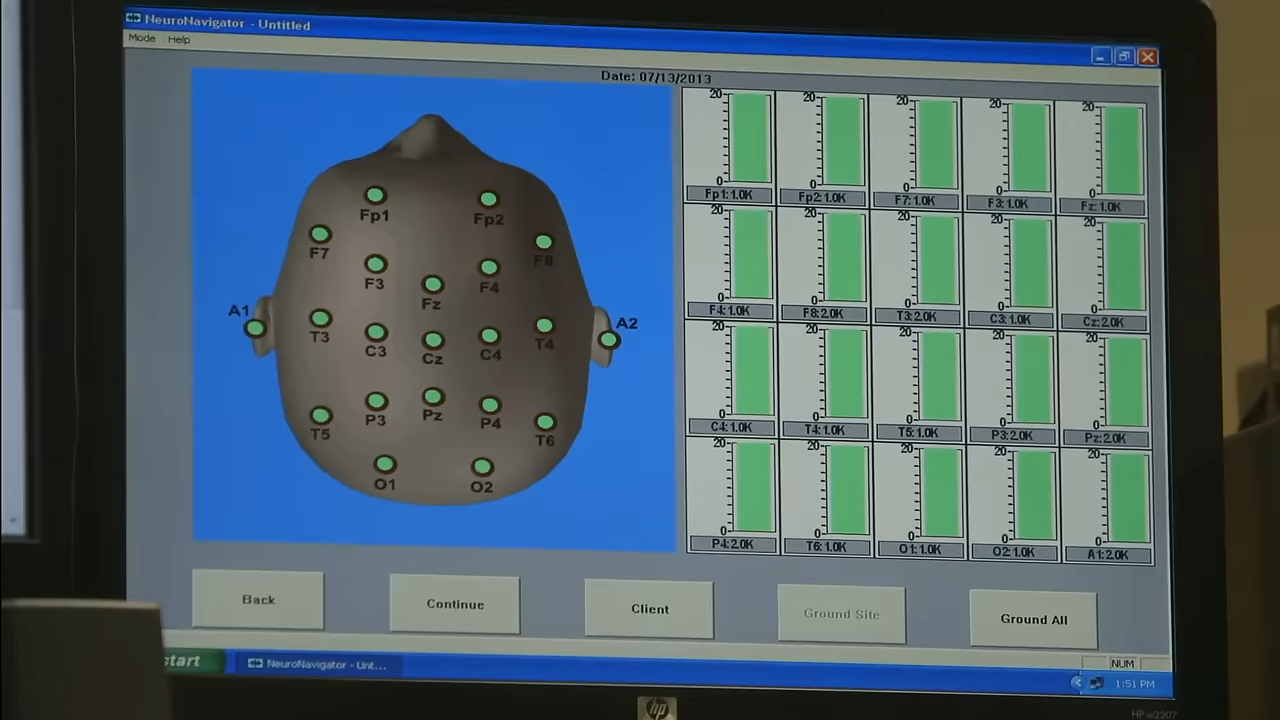 NeuroNavigator - Untitled
Mode Help
Date: 07/13/2013
Fp1 Fp2
F7 F8
F3 Fz F4
A1 A2
T3 C3 Cz C4 T4
T5 P3 Pz P4 T6
O1 O2
20 20 20 20 20
0 0 0 0 0
Fp1: 1.0K Fp2: 1.0K F7: 1.0K F3: 1.0K Fz: 1.0K
20 20 20 20 20
0 0 0 0 0
F4: 1.0K F8: 2.0K T3: 2.0K C3: 1.0K Cz: 2.0K
20 20 20 20 20
0 0 0 0 0
C4: 1.0K T4: 1.0K T5: 1.0K P3: 2.0K Pz: 2.0K
20 20 20 20 20
0 0 0 0 0
P4: 2.0K T6: 1.0K O1: 1.0K O2: 1.0K A1: 2.0K
Back Continue Client Ground Site Ground All
NUM
start NeuroNavigator - Unt... 1:51 PM
hp HP w2207